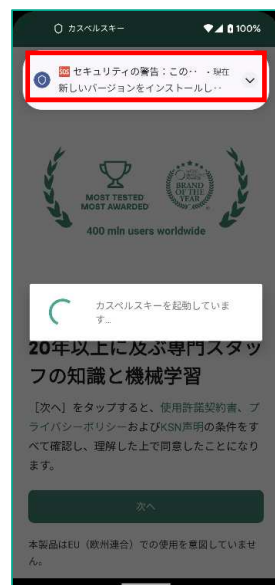 カスペルスキー 100%
SOS セキュリティの警告：この‥ ・現在
新しいバージョンをインストールし‥
MOST TESTED
MOST AWARDED
BRAND
OF THE
YEAR
400 mln users worldwide
カスペルスキーを起動していま
す...
20年以上に及ぶ専門スタッ
フの知識と機械学習
［次へ］をタップすると、使用許諾契約書、プ
ライバシーポリシーおよびKSN声明の条件をす
べて確認し、理解した上で同意したことになり
ます。
次へ
本製品はEU（欧州連合）での使用を意図していませ
ん。